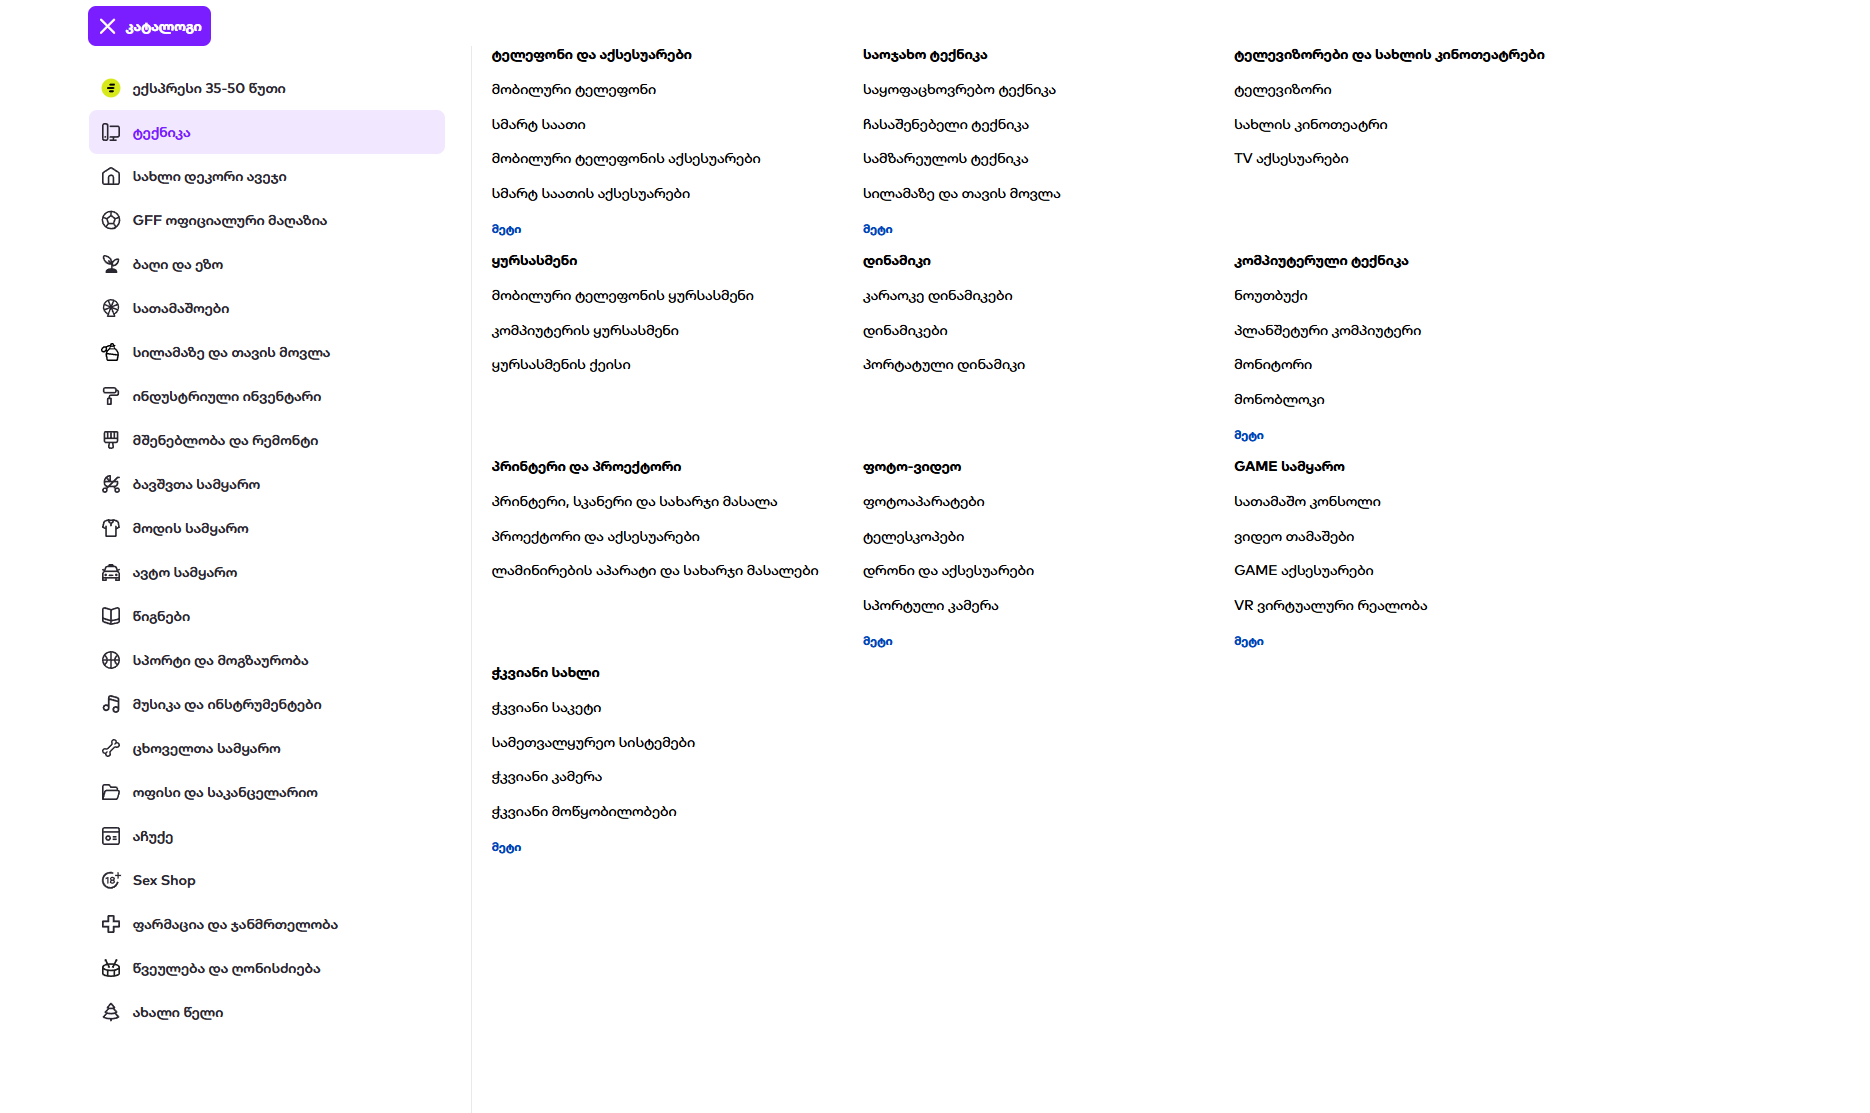 კატალოგი
ექსპრესი 35-50 წუთი
ტექნიკა
სახლი დეკორი ავეჯი
GFF ოფიციალური მაღაზია
ბაღი და ეზო
სათამაშოები
სილამაზე და თავის მოვლა
ინდუსტრიული ინვენტარი
მშენებლობა და რემონტი
ბავშვთა სამყარო
მოდის სამყარო
ავტო სამყარო
წიგნები
სპორტი და მოგზაურობა
მუსიკა და ინსტრუმენტები
ცხოველთა სამყარო
ოფისი და საკანცელარიო
აჩუქე
18+
Sex Shop
ფარმაცია და ჯანმრთელობა
წვეულება და ღონისძიება
ახალი წელი
ტელეფონი და აქსესუარები
მობილური ტელეფონი
სმარტ საათი
მობილური ტელეფონის აქსესუარები
სმარტ საათის აქსესუარები
მეტი
საოჯახო ტექნიკა
საყოფაცხოვრებო ტექნიკა
ჩასაშენებელი ტექნიკა
სამზარეულოს ტექნიკა
სილამაზე და თავის მოვლა
მეტი
ტელევიზორები და სახლის კინოთეატრები
ტელევიზორი
სახლის კინოთეატრი
TV აქსესუარები
ყურსასმენი
მობილური ტელეფონის ყურსასმენი
კომპიუტერის ყურსასმენი
ყურსასმენის ქეისი
დინამიკი
კარაოკე დინამიკები
დინამიკები
პორტატული დინამიკი
კომპიუტერული ტექნიკა
ნოუთბუქი
პლანშეტური კომპიუტერი
მონიტორი
მონობლოკი
მეტი
პრინტერი და პროექტორი
პრინტერი, სკანერი და სახარჯი მასალა
პროექტორი და აქსესუარები
ლამინირების აპარატი და სახარჯი მასალები
ფოტო-ვიდეო
ფოტოაპარატები
ტელესკოპები
დრონი და აქსესუარები
სპორტული კამერა
მეტი
GAME სამყარო
სათამაშო კონსოლი
ვიდეო თამაშები
GAME აქსესუარები
VR ვირტუალური რეალობა
მეტი
ჭკვიანი სახლი
ჭკვიანი საკეტი
სამეთვალყურეო სისტემები
ჭკვიანი კამერა
ჭკვიანი მოწყობილობები
მეტი